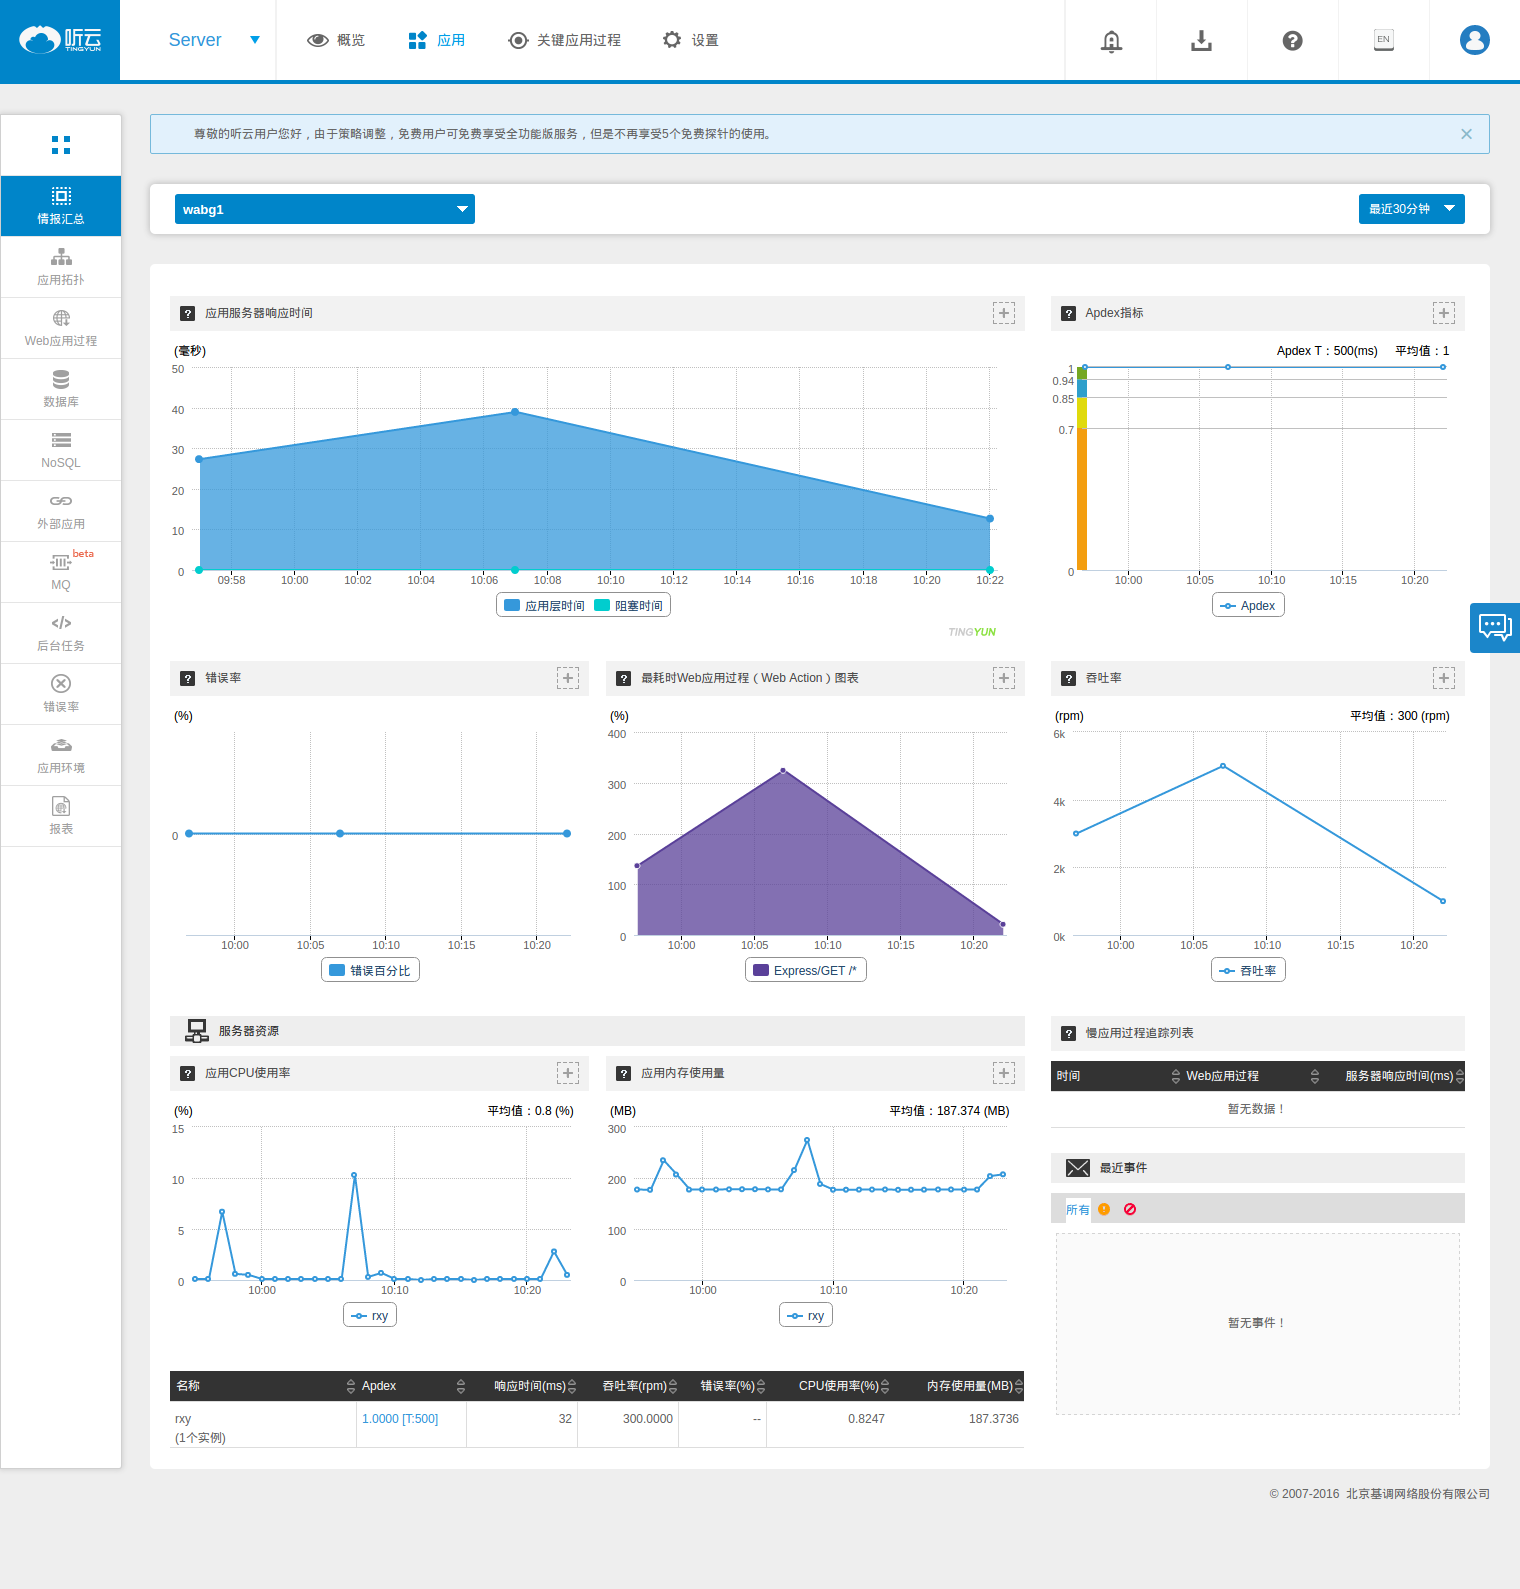 听云
TINGYUN
Server
概览
应用
关键应用过程
设置
EN
尊敬的听云用户您好，由于策略调整，免费用户可免费享受全功能版服务，但是不再享受5个免费探针的使用。
情报汇总
应用拓扑
Web应用过程
数据库
NoSQL
外部应用
beta
MQ
后台任务
错误率
应用环境
报表
wabg1
最近30分钟
应用服务器响应时间
(毫秒)
50
40
30
20
10
0
09:58 10:00 10:02 10:04 10:06 10:08 10:10 10:12 10:14 10:16 10:18 10:20 10:22
应用层时间 阻塞时间
TINGYUN
Apdex指标
Apdex T：500(ms) 平均值：1
1
0.94
0.85
0.7
0
10:00 10:05 10:10 10:15 10:20
Apdex
错误率
(%)
0
10:00 10:05 10:10 10:15 10:20
错误百分比
最耗时Web应用过程（Web Action）图表
(%)
400
300
200
100
0
10:00 10:05 10:10 10:15 10:20
Express/GET /*
吞吐率
(rpm) 平均值：300 (rpm)
6k
4k
2k
0k
10:00 10:05 10:10 10:15 10:20
吞吐率
服务器资源
应用CPU使用率
(%) 平均值：0.8 (%)
15
10
5
0
10:00 10:10 10:20
rxy
应用内存使用量
(MB) 平均值：187.374 (MB)
300
200
100
0
10:00 10:10 10:20
rxy
慢应用过程追踪列表
时间 Web应用过程 服务器响应时间(ms)
暂无数据！
最近事件
所有
暂无事件！
名称 Apdex 响应时间(ms) 吞吐率(rpm) 错误率(%) CPU使用率(%) 内存使用量(MB)
rxy 1.0000 [T:500] 32 300.0000 -- 0.8247 187.3736
(1个实例)
© 2007-2016 北京基调网络股份有限公司